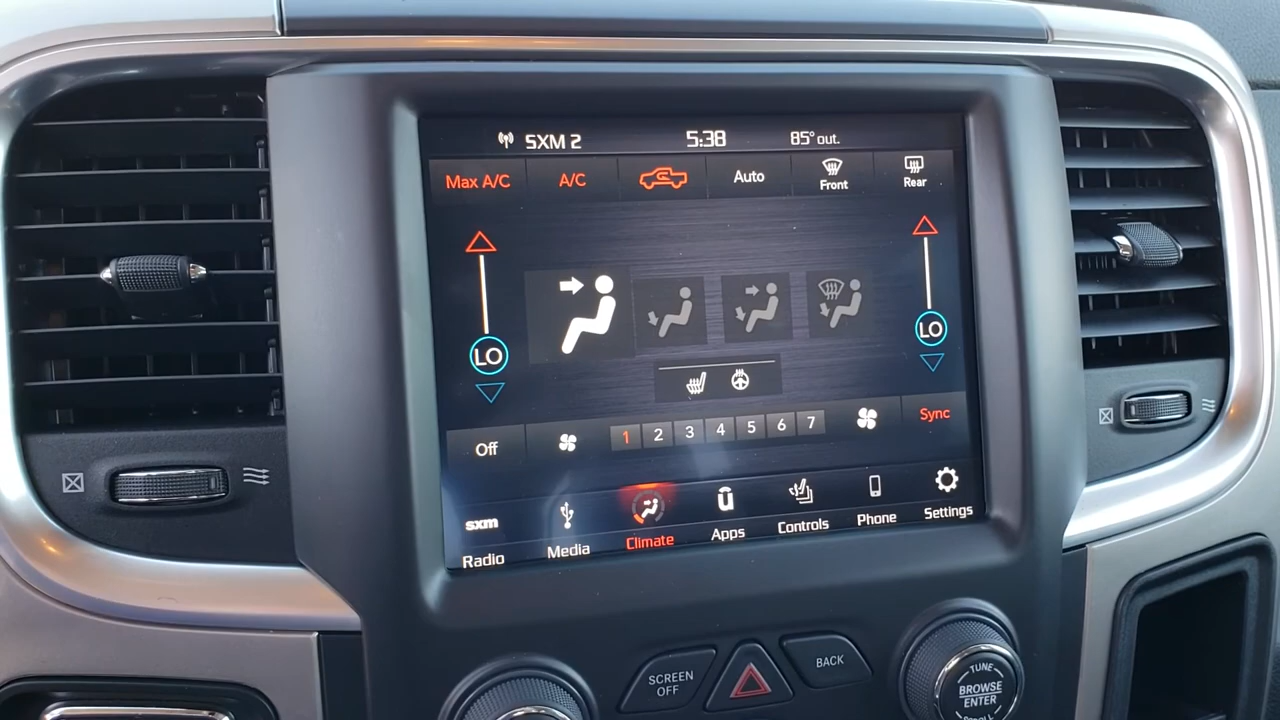 SXM 2 5:38 85° out.
Max A/C A/C Auto Front Rear
LO LO
Off 1 2 3 4 5 6 7 Sync
sxm
Radio Media Climate Apps Controls Phone Settings
SCREEN
OFF
BACK
TUNE
BROWSE
ENTER
SCROLL